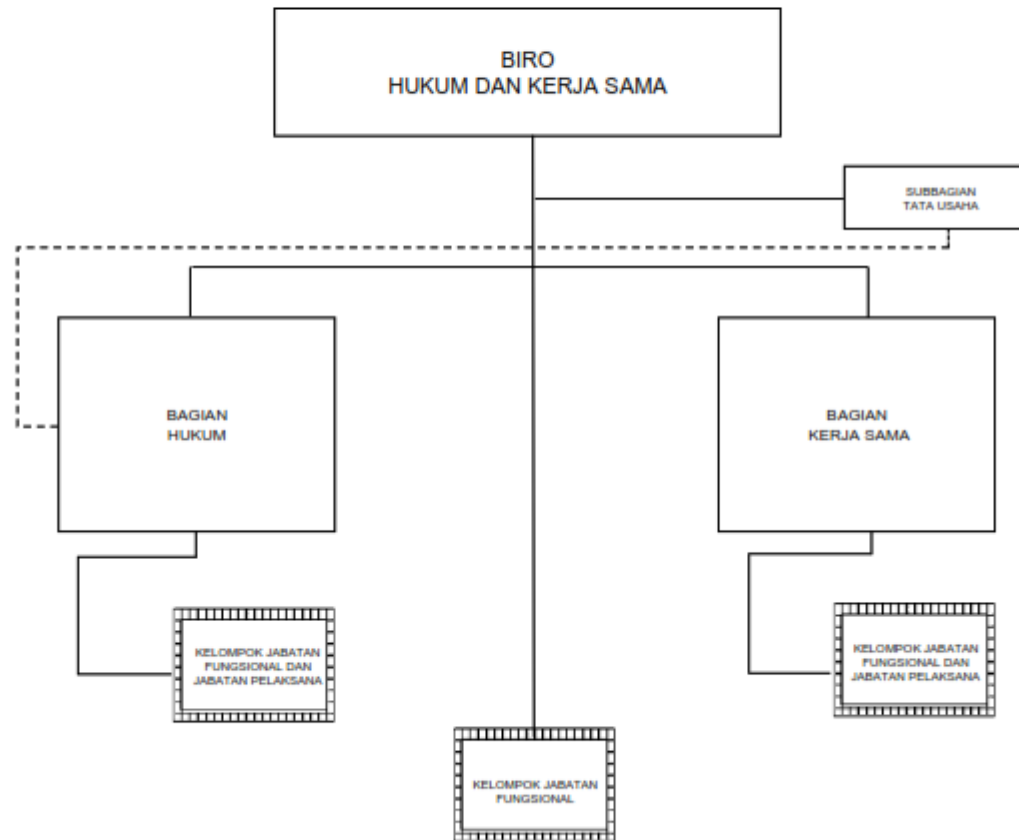 BIRO
HUKUM DAN KERJA SAMA
SUBBAGIAN
TATA USAHA
BAGIAN
HUKUM
BAGIAN
KERJA SAMA
KELOMPOK JABATAN
FUNGSIONAL DAN
JABATAN PELAKSANA
KELOMPOK JABATAN
FUNGSIONAL DAN
JABATAN PELAKSANA
KELOMPOK JABATAN
FUNGSIONAL